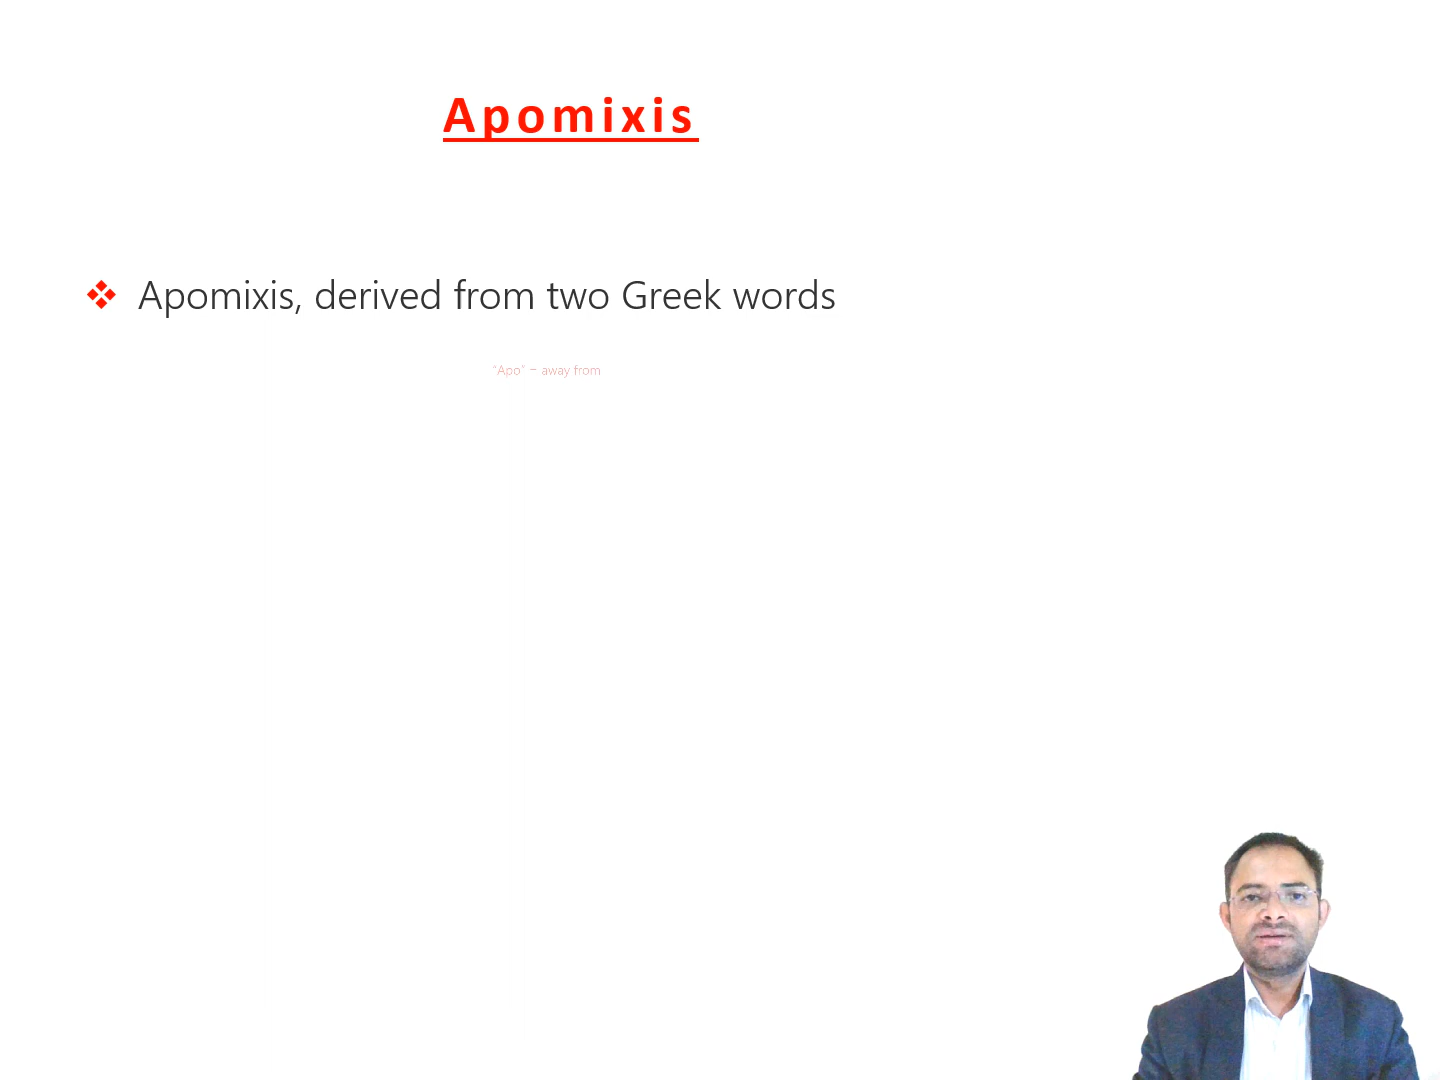 Apomixis
❖ Apomixis, derived from two Greek words
“Apo” – away from